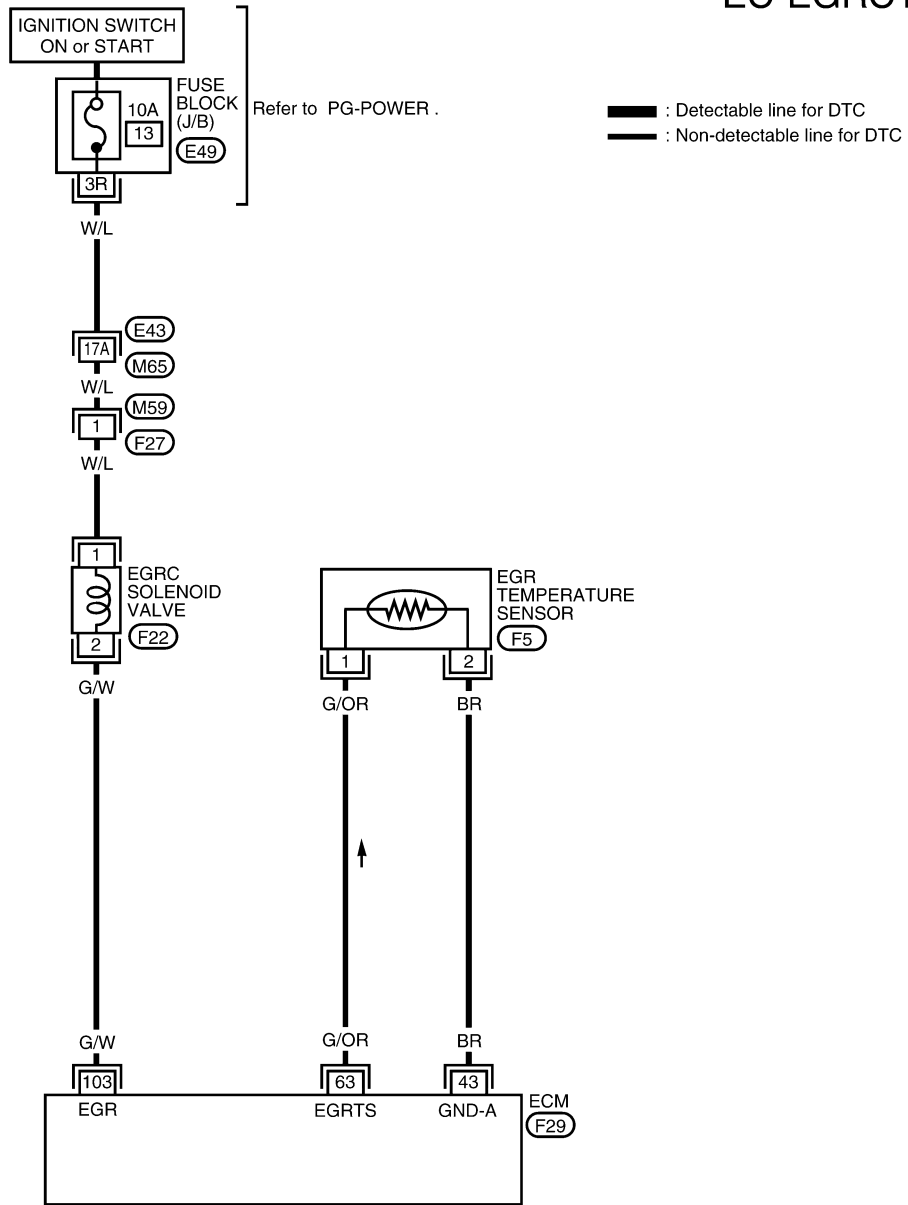 EC-EGRC1
IGNITION SWITCH
ON or START
FUSE
BLOCK
(J/B)
10A
13
E49
Refer to PG-POWER .
: Detectable line for DTC
: Non-detectable line for DTC
3R
W/L
E43
17A
M65
W/L
M59
1
F27
W/L
1
EGRC
SOLENOID
VALVE
F22
2
G/W
EGR
TEMPERATURE
SENSOR
F5
1
2
G/OR
BR
G/W
G/OR
BR
103
63
43
EGR
EGRTS
GND-A
ECM
F29